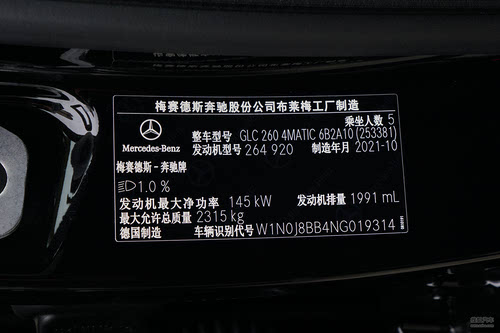 梅赛德斯奔驰股份公司布莱梅工厂制造
乘坐人数 5
整车型号 GLC 260 4MATIC 6B2A10 (253381)
Mercedes-Benz 发动机型号 264 920 制造年月 2021-10
梅赛德斯-奔驰牌
1.0 %
发动机最大净功率 145 kW 发动机排量 1991 mL
最大允许总质量 2315 kg
德国制造 车辆识别代号 W1N0J8BB4NG019314